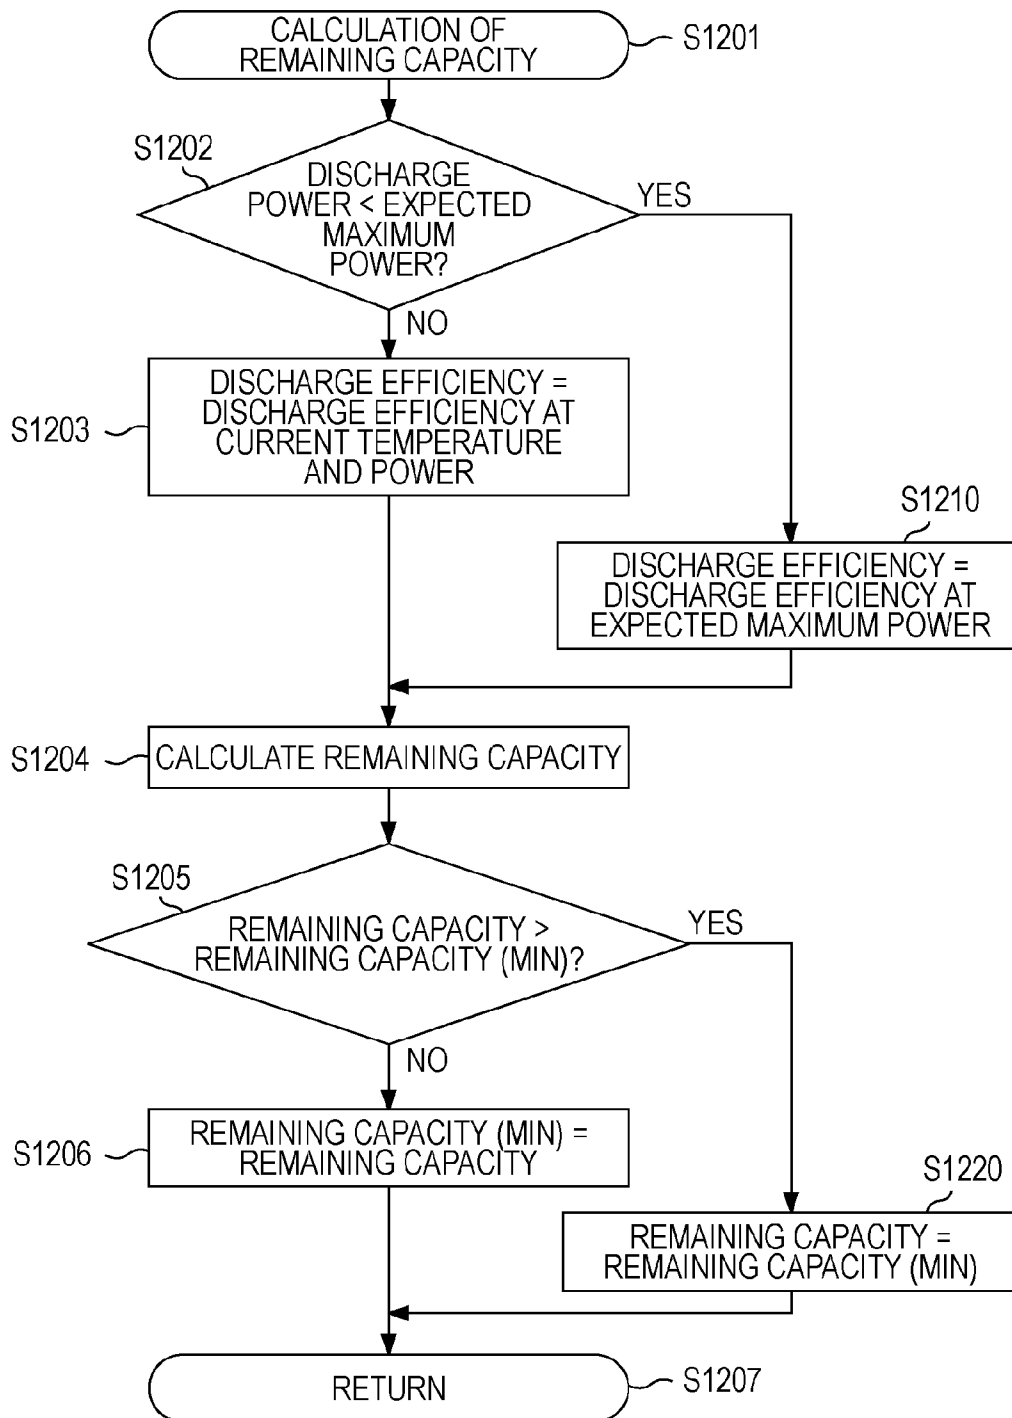 CALCULATION OF
REMAINING CAPACITY
S1201
S1202
DISCHARGE
POWER < EXPECTED
MAXIMUM
POWER?
YES
NO
DISCHARGE EFFICIENCY =
DISCHARGE EFFICIENCY AT
CURRENT TEMPERATURE
AND POWER
S1203
S1210
DISCHARGE EFFICIENCY =
DISCHARGE EFFICIENCY AT
EXPECTED MAXIMUM POWER
S1204
CALCULATE REMAINING CAPACITY
S1205
REMAINING CAPACITY >
REMAINING CAPACITY (MIN)?
YES
NO
S1206
REMAINING CAPACITY (MIN) =
REMAINING CAPACITY
S1220
REMAINING CAPACITY =
REMAINING CAPACITY (MIN)
RETURN
S1207